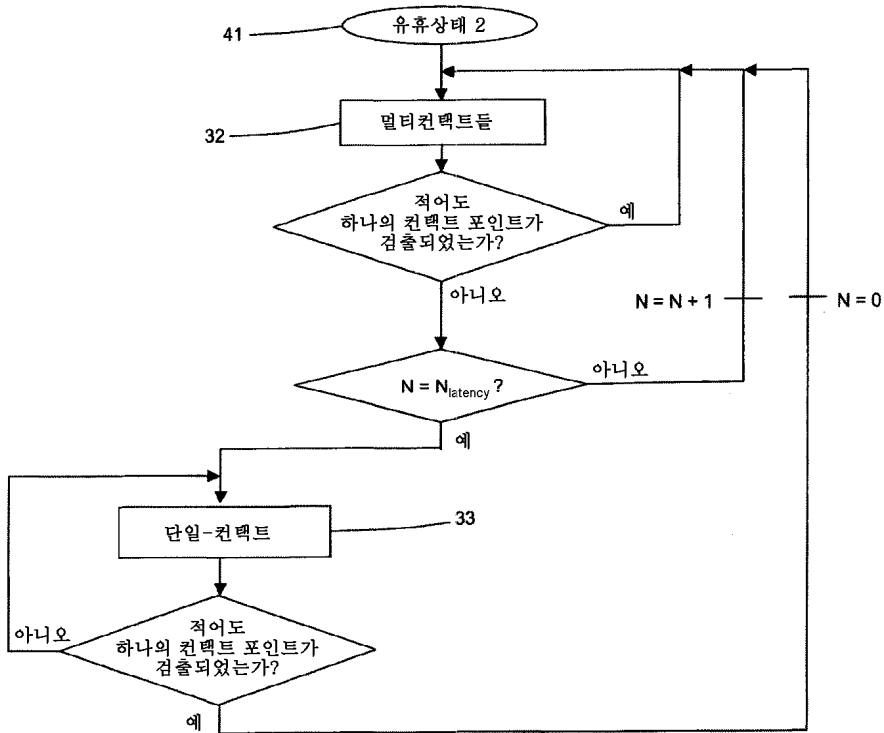 41
유휴상태 2
32
멀티컨택트들
적어도
하나의 컨택트 포인트가
검출되었는가?
예
아니오
N = N + 1
N = 0
N = Nlatency ?
아니오
예
단일-컨택트
33
적어도
하나의 컨택트 포인트가
검출되었는가?
아니오
예